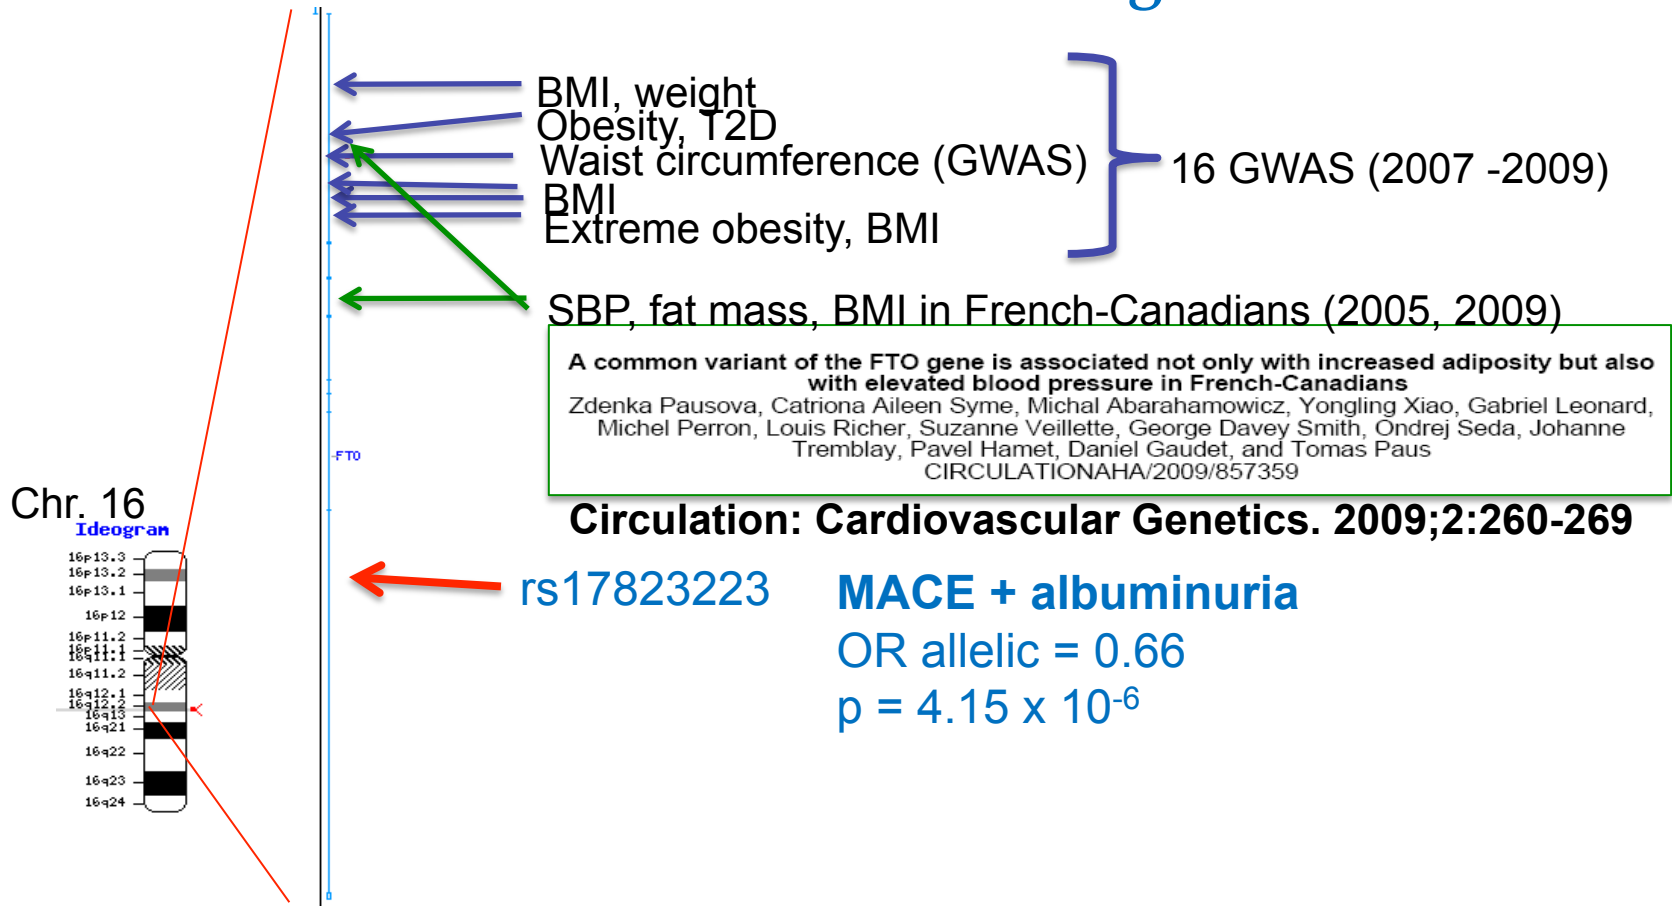 BMI, weight
Obesity, T2D
Waist circumference (GWAS)
BMI
Extreme obesity, BMI
16 GWAS (2007 -2009)
SBP, fat mass, BMI in French-Canadians (2005, 2009)
A common variant of the FTO gene is associated not only with increased adiposity but also
with elevated blood pressure in French-Canadians
Zdenka Pausova, Catriona Aileen Syme, Michal Abarahamowicz, Yongling Xiao, Gabriel Leonard,
Michel Perron, Louis Richer, Suzanne Veillette, George Davey Smith, Ondrej Seda, Johanne
Tremblay, Pavel Hamet, Daniel Gaudet, and Tomas Paus
CIRCULATIONAHA/2009/857359
Circulation: Cardiovascular Genetics. 2009;2:260-269
FTO
Chr. 16
Ideogram
16p13.3
16p13.2
16p13.1
16p12
16p11.2
16p11.1
16q11.1
16q11.2
16q12.1
16q12.2
16q13
16q21
16q22
16q23
16q24
rs17823223
MACE + albuminuria
OR allelic = 0.66
p = 4.15 x 10⁻⁶